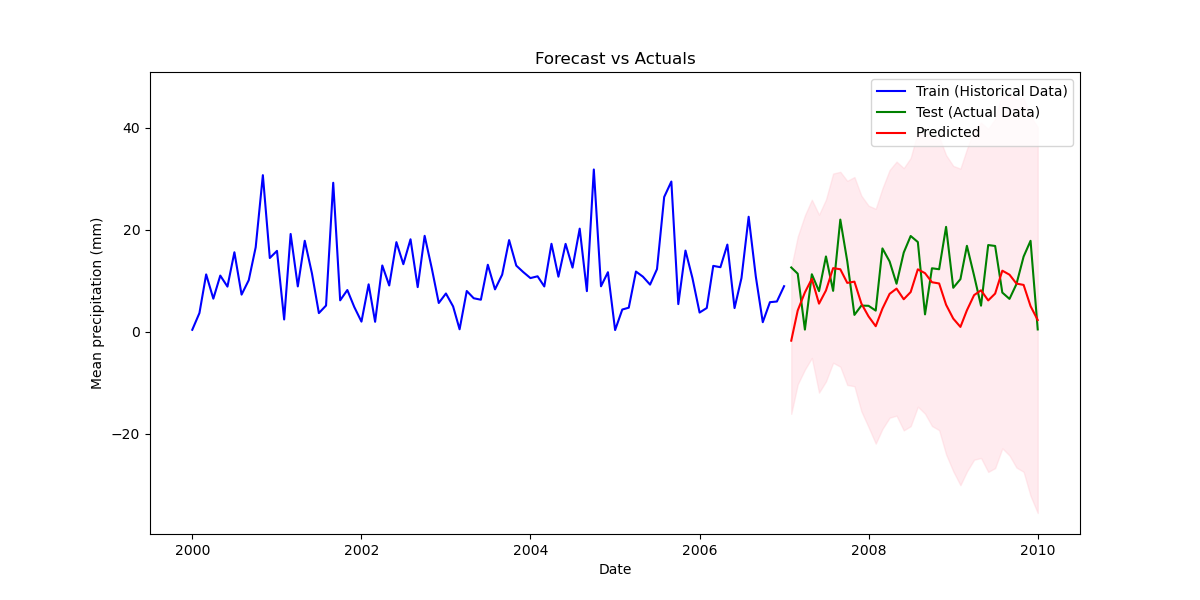 Forecast vs Actuals
Train (Historical Data)
Test (Actual Data)
Predicted
Mean precipitation (mm)
40
20
0
−20
2000 2002 2004 2006 2008 2010
Date